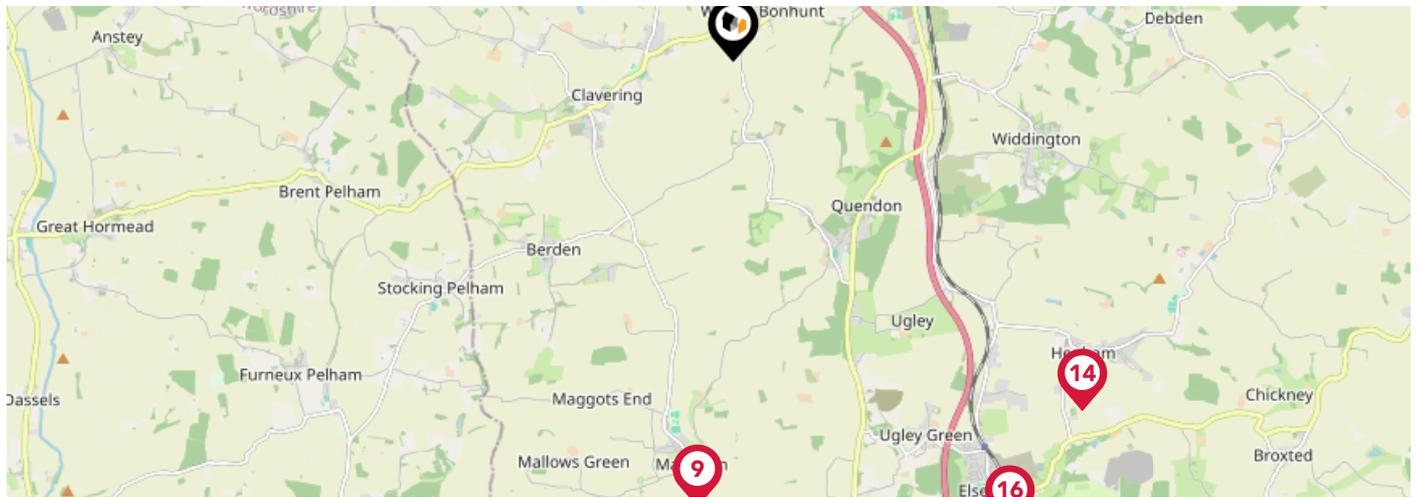 rdshire
Bonhunt
Debden
Anstey
Clavering
Widdington
Brent Pelham
Quendon
Great Hormead
Berden
Stocking Pelham
Ugley
Furneux Pelham
14
Chickney
Dassels
Maggots End
Ugley Green
Broxted
Mallows Green
9
16